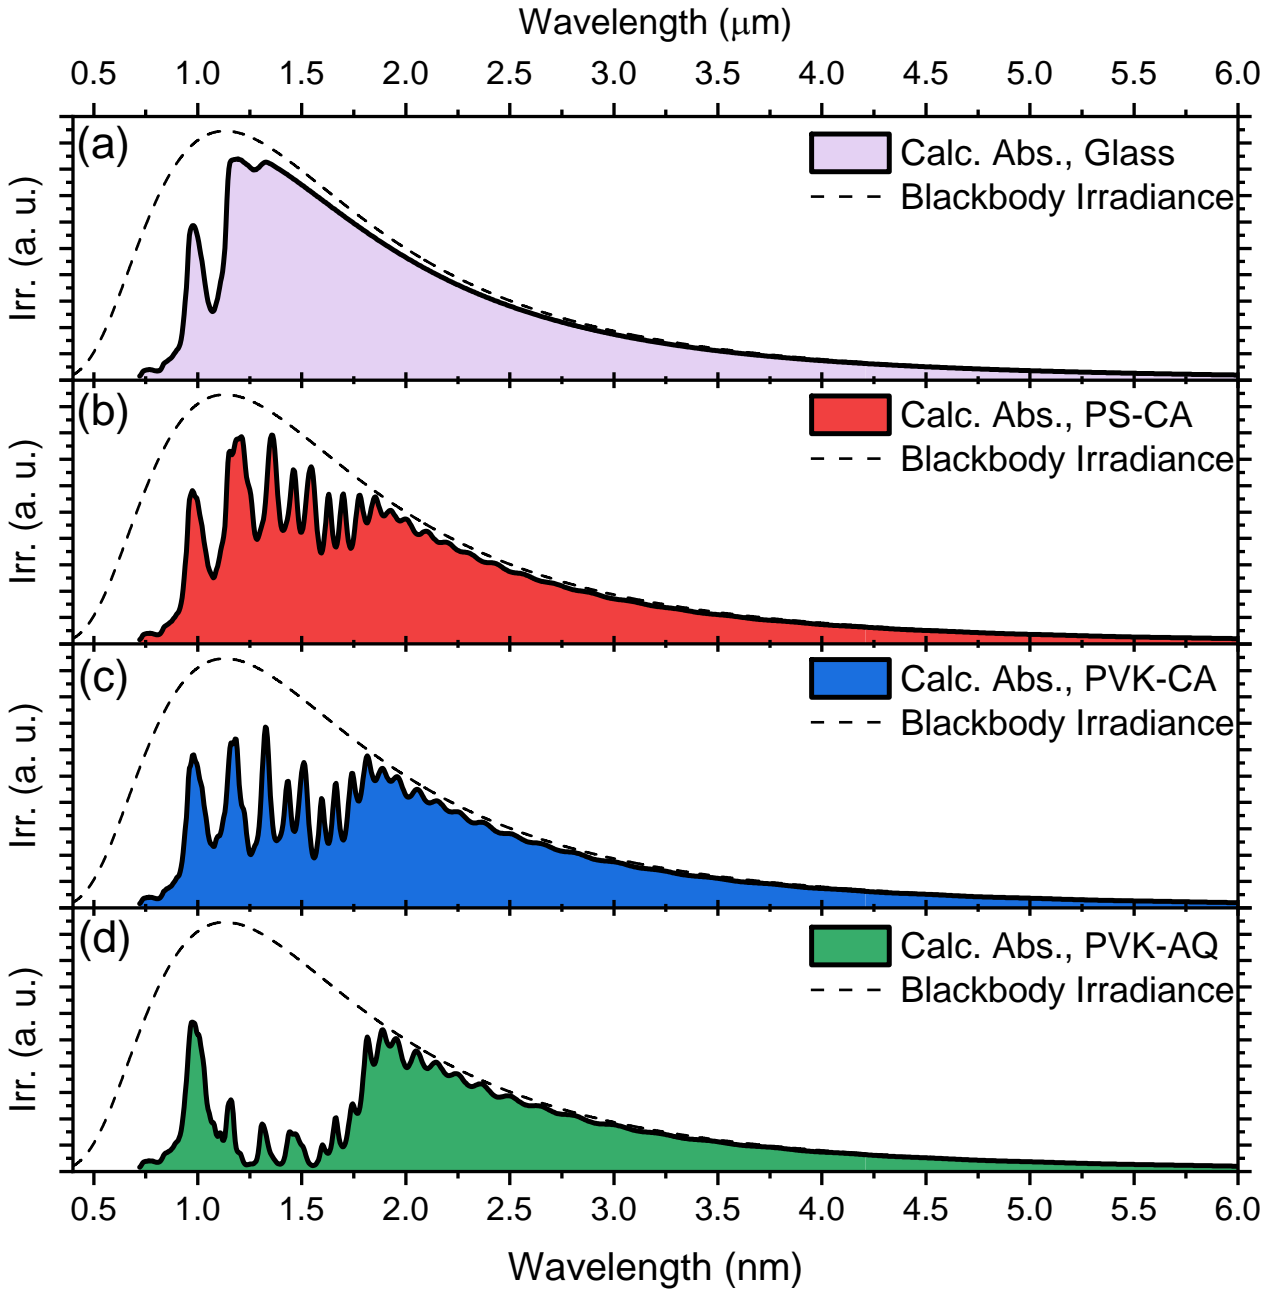 Wavelength (μm)
0.5 1.0 1.5 2.0 2.5 3.0 3.5 4.0 4.5 5.0 5.5 6.0
(a)
Calc. Abs., Glass
Blackbody Irradiance
Irr. (a. u.)
(b)
Calc. Abs., PS-CA
Blackbody Irradiance
Irr. (a. u.)
(c)
Calc. Abs., PVK-CA
Blackbody Irradiance
Irr. (a. u.)
(d)
Calc. Abs., PVK-AQ
Blackbody Irradiance
Irr. (a. u.)
0.5 1.0 1.5 2.0 2.5 3.0 3.5 4.0 4.5 5.0 5.5 6.0
Wavelength (nm)